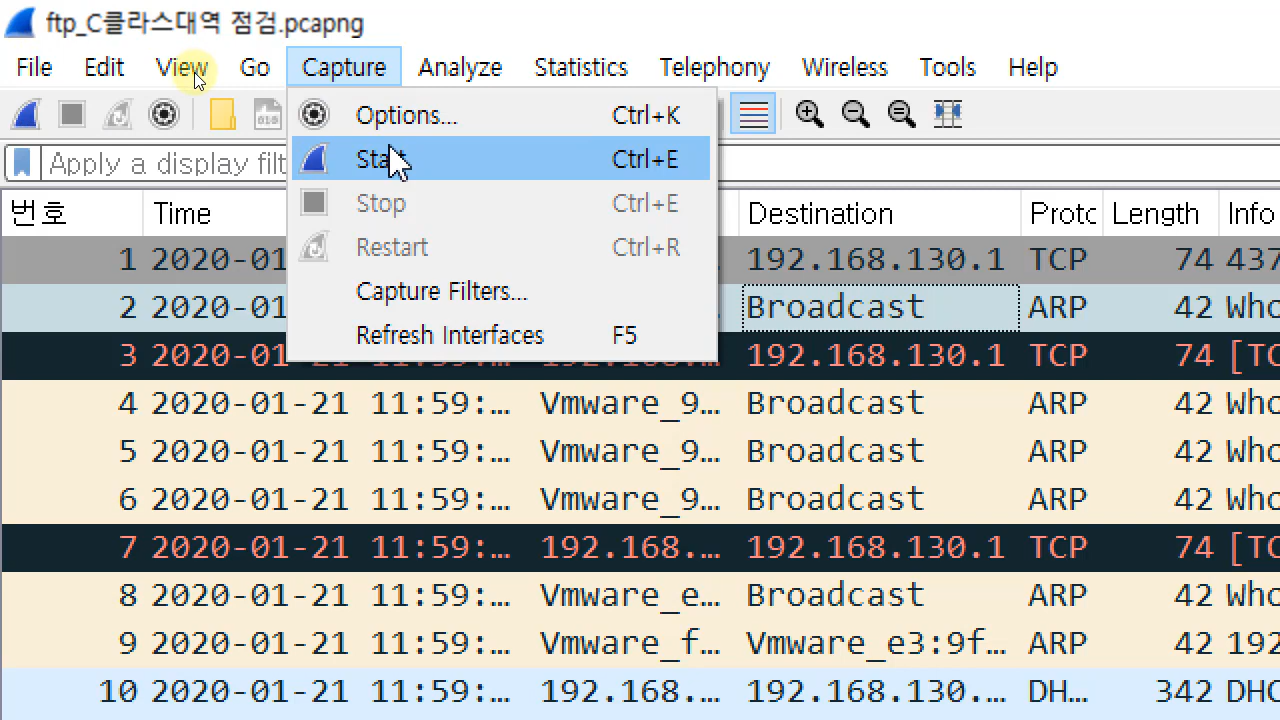 ftp_C클라스대역 점검.pcapng
File Edit View Go Capture Analyze Statistics Telephony Wireless Tools Help
Options... Ctrl+K
Start Ctrl+E
Stop Ctrl+E
Restart Ctrl+R
Capture Filters...
Refresh Interfaces F5
Apply a display filt
번호 Time Destination Protc Length Info
1 2020-01 192.168.130.1 TCP 74 437
2 2020-01 Broadcast ARP 42 Who
3 2020-01 192.168.130.1 TCP 74 [TC
4 2020-01-21 11:59:… Vmware_9… Broadcast ARP 42 Who
5 2020-01-21 11:59:… Vmware_9… Broadcast ARP 42 Who
6 2020-01-21 11:59:… Vmware_9… Broadcast ARP 42 Who
7 2020-01-21 11:59:… 192.168.… 192.168.130.1 TCP 74 [TC
8 2020-01-21 11:59:… Vmware_e… Broadcast ARP 42 Who
9 2020-01-21 11:59:… Vmware_f… Vmware_e3:9f… ARP 42 192
10 2020-01-21 11:59:… 192.168.… 192.168.130.… DH… 342 DHC